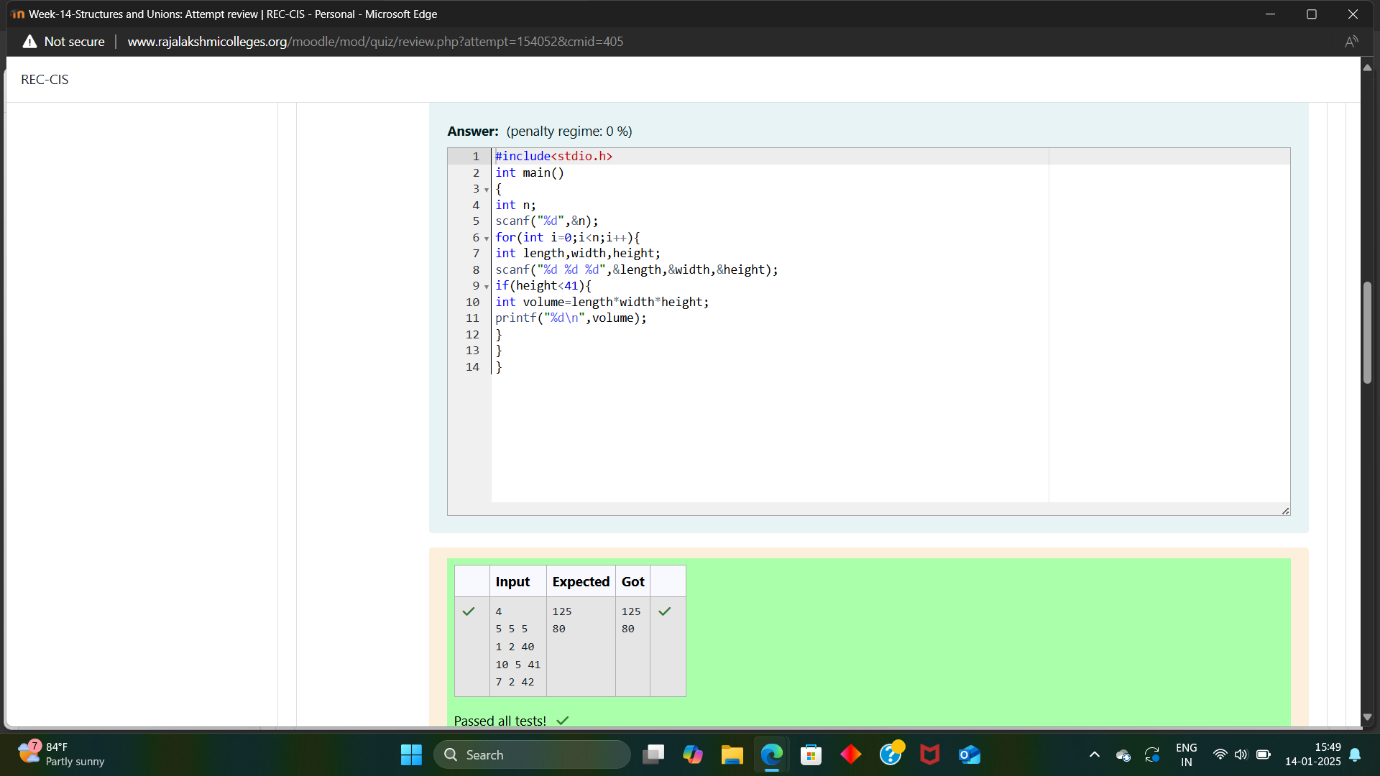 Week-14-Structures and Unions: Attempt review | REC-CIS - Personal - Microsoft Edge
Not secure | www.rajalakshmicolleges.org/moodle/mod/quiz/review.php?attempt=154052&cmid=405
REC-CIS
Answer: (penalty regime: 0 %)
1 #include<stdio.h>
2 int main()
3 {
4 int n;
5 scanf("%d",&n);
6 for(int i=0;i<n;i++){
7 int length,width,height;
8 scanf("%d %d %d",&length,&width,&height);
9 if(height<41){
10 int volume=length*width*height;
11 printf("%d\n",volume);
12 }
13 }
14 }
Input Expected Got
4 125 125
5 5 5 80 80
1 2 40
10 5 41
7 2 42
Passed all tests!
7 84°F
Partly sunny
Search
ENG
IN
15:49
14-01-2025